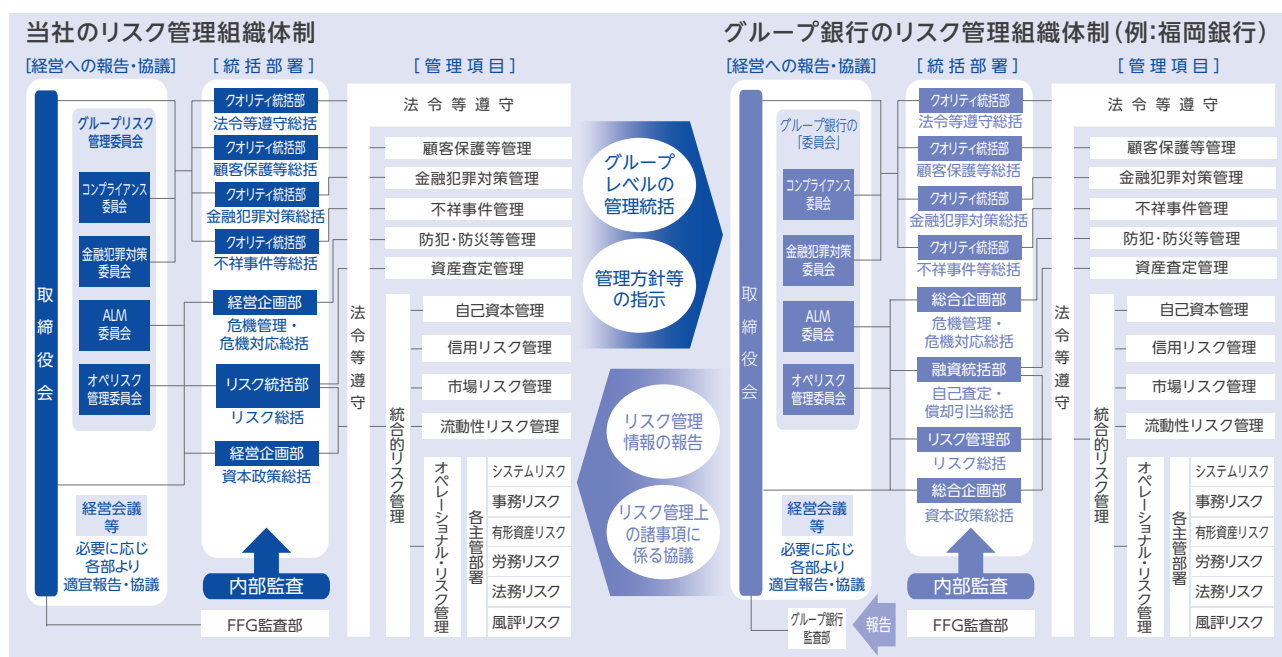 当社のリスク管理組織体制
[経営への報告・協議]
[統括部署]
[管理項目]
取締役会
グループリスク
管理委員会
コンプライアンス
委員会
金融犯罪対策
委員会
ALM
委員会
オペリスク
管理委員会
経営会議
等
必要に応じ
各部より
適宜報告・協議
クオリティ統括部
法令等遵守総括
クオリティ統括部
顧客保護等総括
クオリティ統括部
金融犯罪対策総括
クオリティ統括部
不祥事件等総括
経営企画部
危機管理・
危機対応総括
リスク統括部
リスク総括
経営企画部
資本政策総括
内部監査
FFG監査部
法令等遵守
法令等遵守
顧客保護等管理
金融犯罪対策管理
不祥事件管理
防犯・防災等管理
資産査定管理
統合的リスク管理
自己資本管理
信用リスク管理
市場リスク管理
流動性リスク管理
オペレーショナル・リスク管理
各主管部署
システムリスク
事務リスク
有形資産リスク
労務リスク
法務リスク
風評リスク
グループ
レベルの
管理統括
管理方針等
の指示
リスク管理
情報の報告
リスク管理上
の諸事項に
係る協議
グループ銀行のリスク管理組織体制(例:福岡銀行)
[経営への報告・協議]
[統括部署]
[管理項目]
取締役会
グループ銀行の
「委員会」
コンプライアンス
委員会
金融犯罪対策
委員会
ALM
委員会
オペリスク
管理委員会
経営会議
等
必要に応じ
各部より
適宜報告・協議
グループ銀行
監査部
報告
クオリティ統括部
法令等遵守総括
クオリティ統括部
顧客保護等総括
クオリティ統括部
金融犯罪対策総括
クオリティ統括部
不祥事件等総括
総合企画部
危機管理・
危機対応総括
融資統括部
自己査定・
償却引当総括
リスク管理部
リスク総括
総合企画部
資本政策総括
内部監査
FFG監査部
法令等遵守
法令等遵守
顧客保護等管理
金融犯罪対策管理
不祥事件管理
防犯・防災等管理
資産査定管理
統合的リスク管理
自己資本管理
信用リスク管理
市場リスク管理
流動性リスク管理
オペレーショナル・リスク管理
各主管部署
システムリスク
事務リスク
有形資産リスク
労務リスク
法務リスク
風評リスク